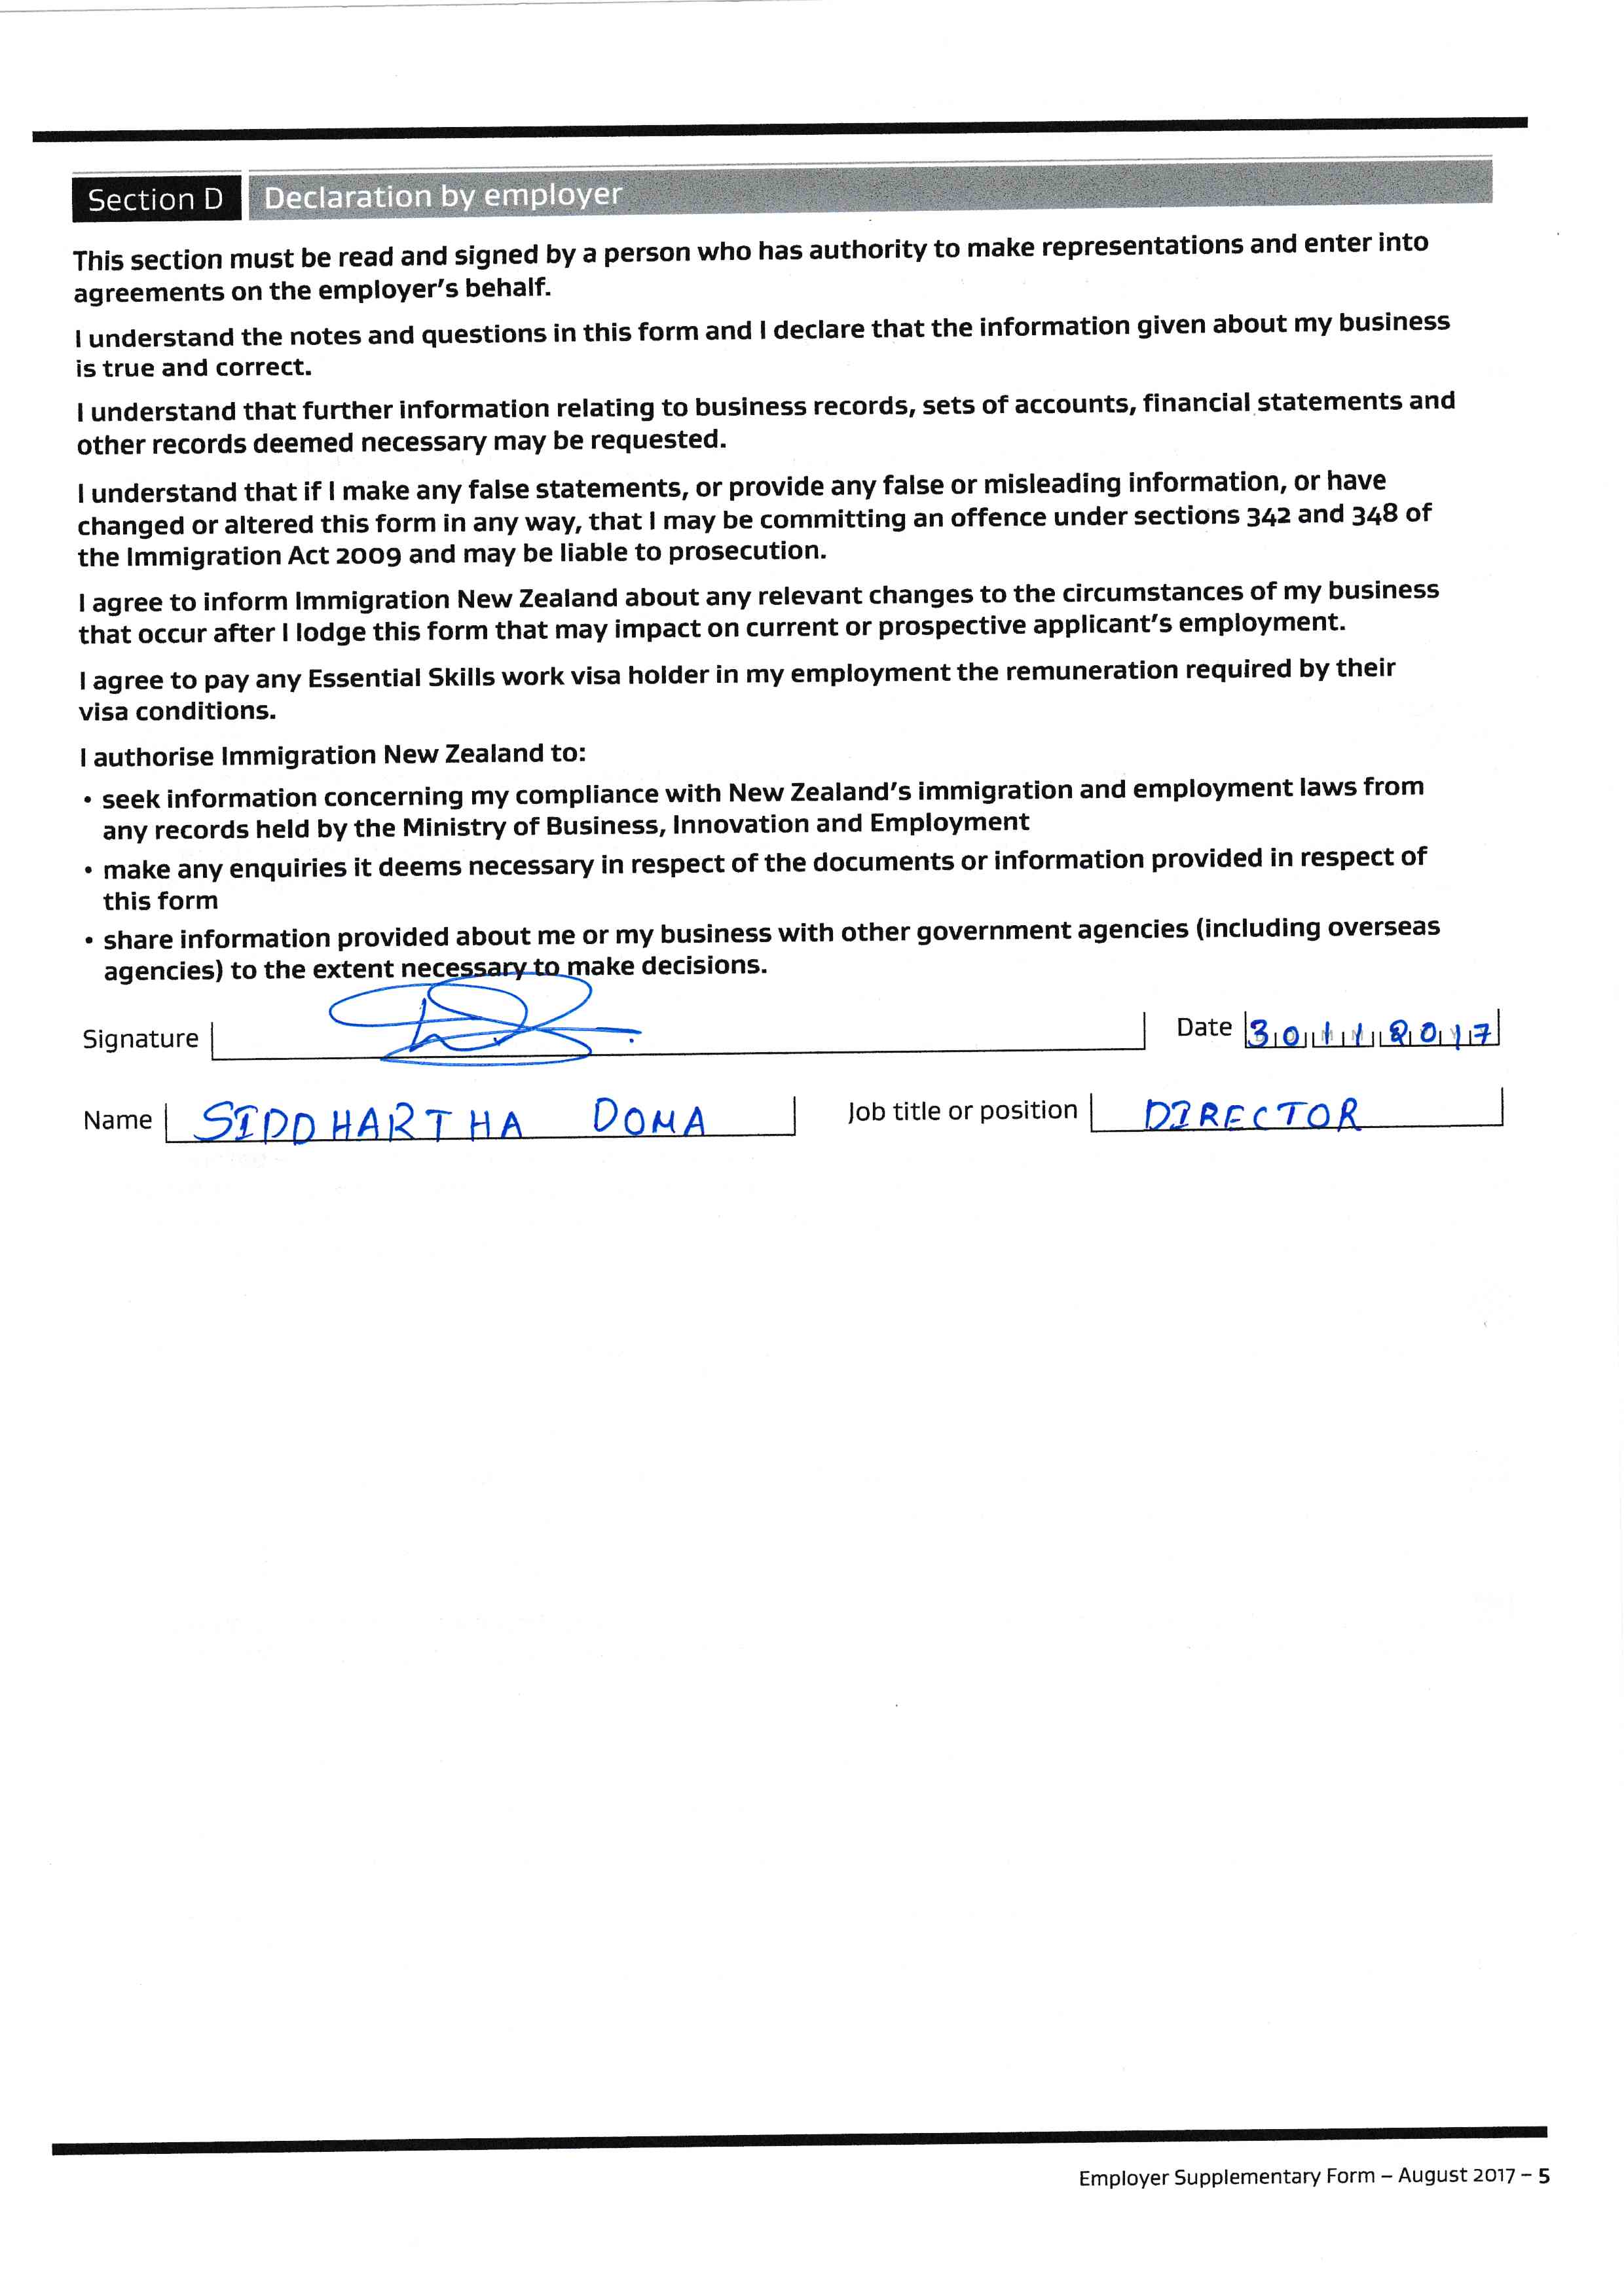 Section D Declaration by employer
This section must be read and signed by a person who has authority to make representations and enter into
agreements on the employer's behalf.
I understand the notes and questions in this form and I declare that the information given about my business
is true and correct.
I understand that further information relating to business records, sets of accounts, financial statements and
other records deemed necessary may be requested.
I understand that if I make any false statements, or provide any false or misleading information, or have
changed or altered this form in any way, that I may be committing an offence under sections 342 and 348 of
the Immigration Act 2009 and may be liable to prosecution.
I agree to inform Immigration New Zealand about any relevant changes to the circumstances of my business
that occur after I lodge this form that may impact on current or prospective applicant's employment.
I agree to pay any Essential Skills work visa holder in my employment the remuneration required by their
visa conditions.
I authorise Immigration New Zealand to:
• seek information concerning my compliance with New Zealand's immigration and employment laws from
any records held by the Ministry of Business, Innovation and Employment
• make any enquiries it deems necessary in respect of the documents or information provided in respect of
this form
• share information provided about me or my business with other government agencies (including overseas
agencies) to the extent necessary to make decisions.
Signature Date 30 11 2017
Name SIDDHARTHA DOMA Job title or position DIRECTOR
Employer Supplementary Form – August 2017 – 5